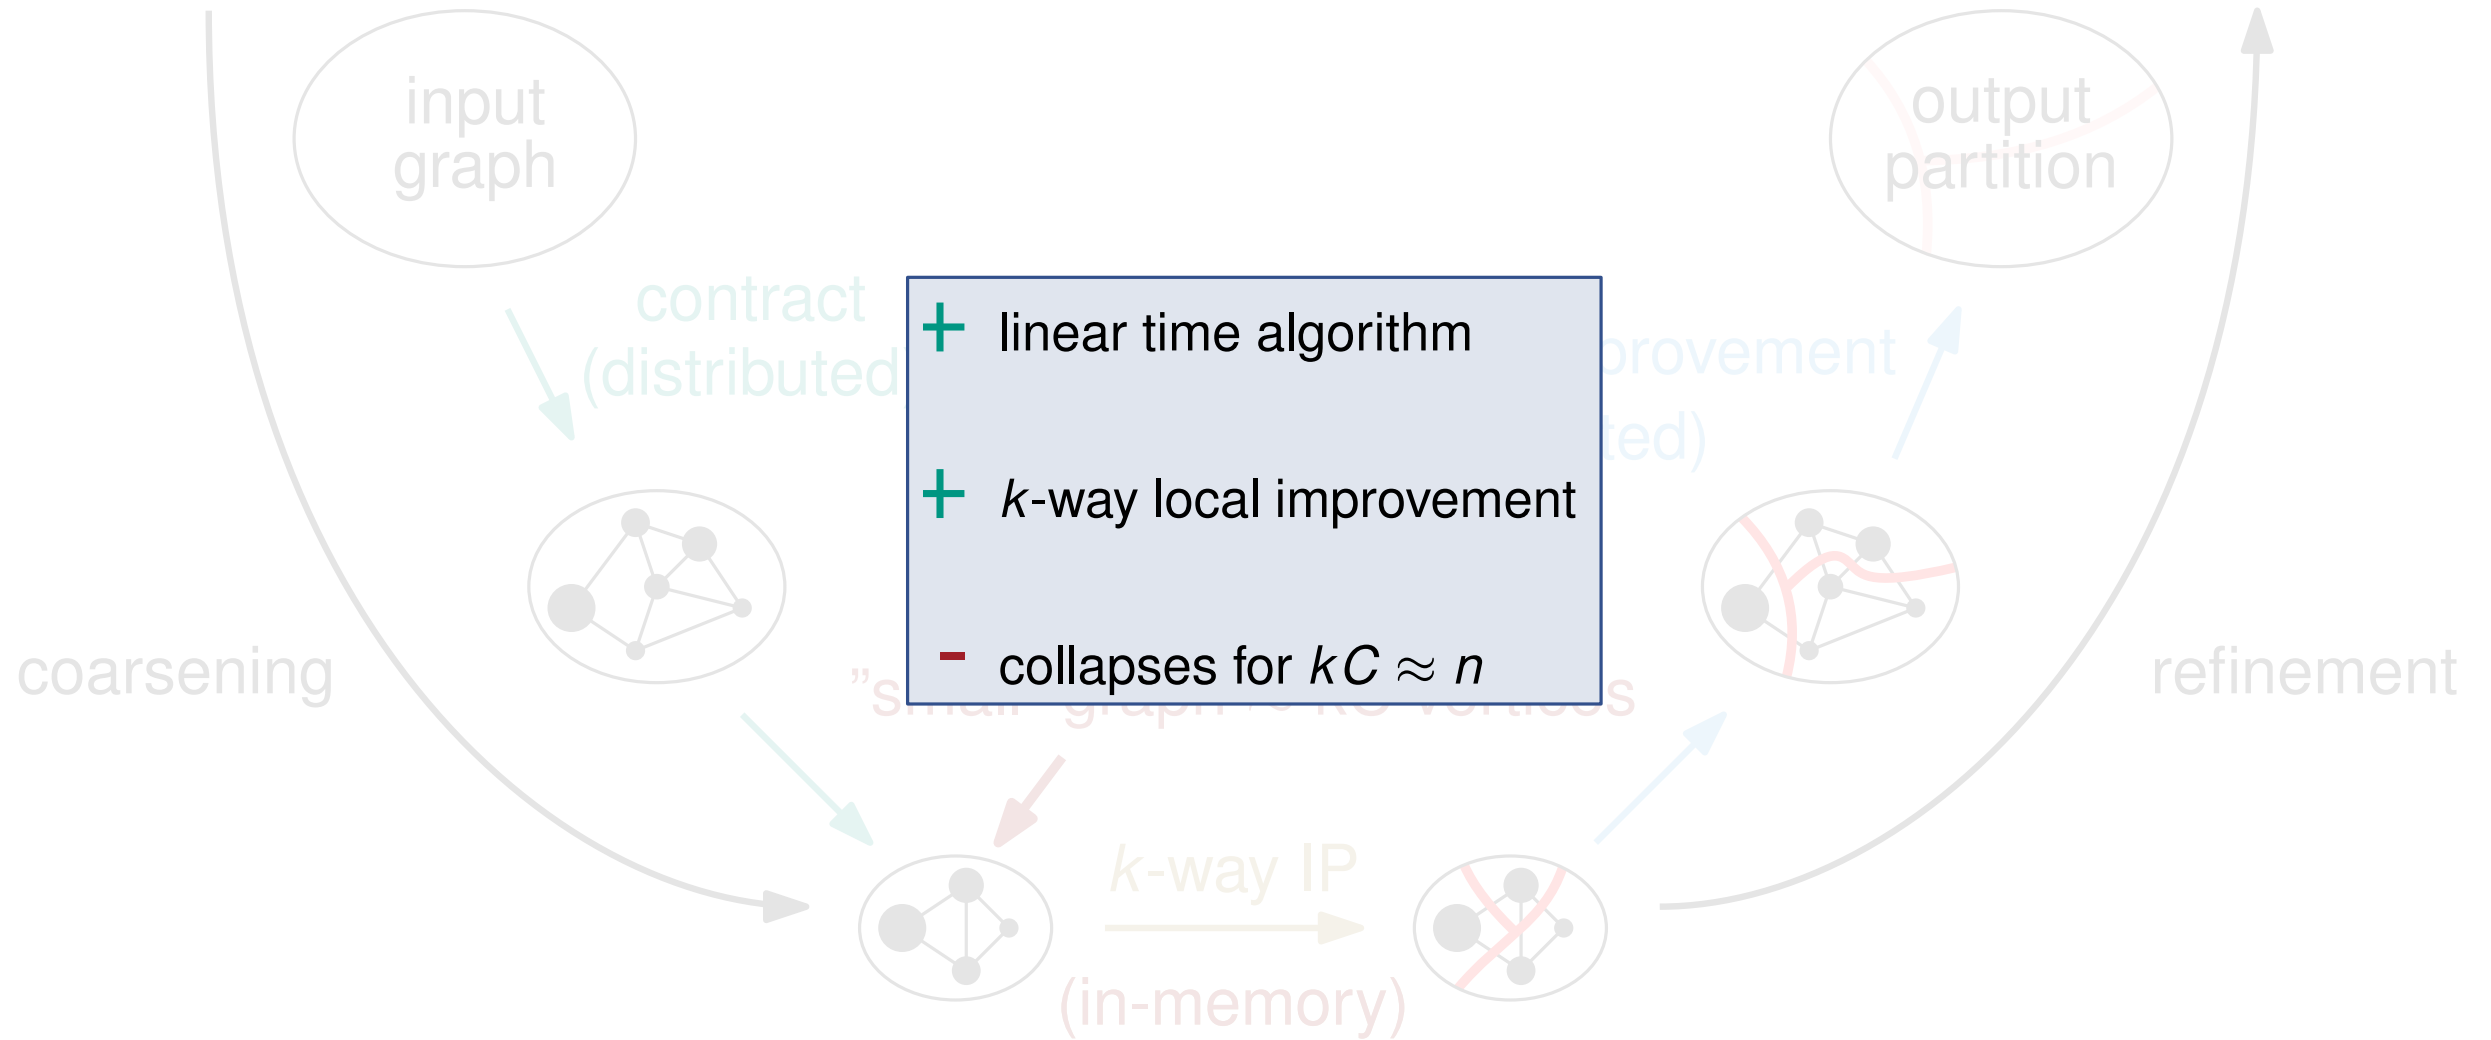 input
graph
output
partition
contract
(distributed
+ linear time algorithm
+ k-way local improvement
- collapses for kC ≈ n
provement
ted)
coarsening
refinement
k-way IP
(in-memory)